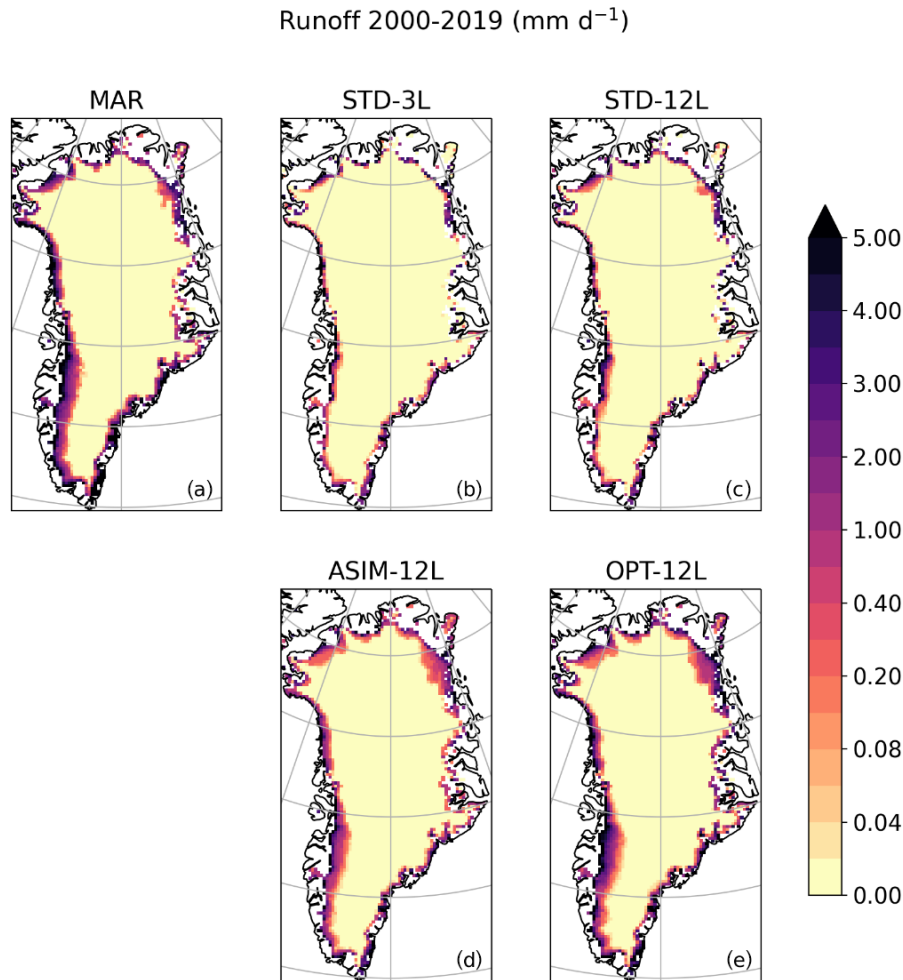 Runoff 2000-2019 (mm d⁻¹)
MAR
STD-3L
STD-12L
(a)
(b)
(c)
ASIM-12L
OPT-12L
(d)
(e)
5.00
4.00
3.00
2.00
1.00
0.40
0.20
0.08
0.04
0.00